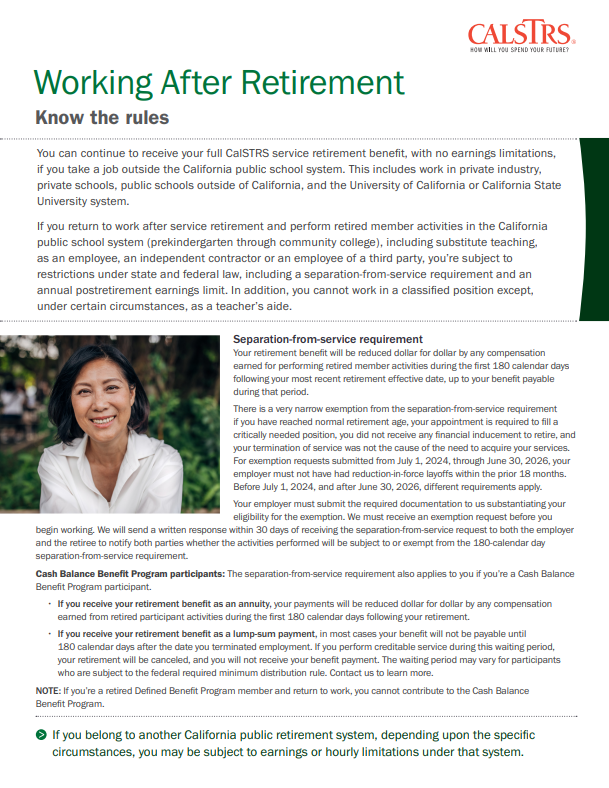 CALSTRS®
HOW WILL YOU SPEND YOUR FUTURE?
Working After Retirement
Know the rules
You can continue to receive your full CalSTRS service retirement benefit, with no earnings limitations,
if you take a job outside the California public school system. This includes work in private industry,
private schools, public schools outside of California, and the University of California or California State
University system.
If you return to work after service retirement and perform retired member activities in the California
public school system (prekindergarten through community college), including substitute teaching,
as an employee, an independent contractor or an employee of a third party, you're subject to
restrictions under state and federal law, including a separation-from-service requirement and an
annual postretirement earnings limit. In addition, you cannot work in a classified position except,
under certain circumstances, as a teacher's aide.
Separation-from-service requirement
Your retirement benefit will be reduced dollar for dollar by any compensation
earned for performing retired member activities during the first 180 calendar days
following your most recent retirement effective date, up to your benefit payable
during that period.
There is a very narrow exemption from the separation-from-service requirement
if you have reached normal retirement age, your appointment is required to fill a
critically needed position, you did not receive any financial inducement to retire, and
your termination of service was not the cause of the need to acquire your services.
For exemption requests submitted from July 1, 2024, through June 30, 2026, your
employer must not have had reduction-in-force layoffs within the prior 18 months.
Before July 1, 2024, and after June 30, 2026, different requirements apply.
Your employer must submit the required documentation to us substantiating your
eligibility for the exemption. We must receive an exemption request before you
begin working. We will send a written response within 30 days of receiving the service request to both the employer
and the retiree to notify both parties whether the activities performed will be subject to or exempt from the 180-calendar day
separation-from-service requirement.
Cash Balance Benefit Program participants: The separation-from-service requirement also applies to you if you're a Cash Balance
Benefit Program participant.
• If you receive your retirement benefit as an annuity, your payments will be reduced dollar for dollar by any compensation
earned from retired participant activities during the first 180 calendar days following your retirement.
• If you receive your retirement benefit as a lump-sum payment, in most cases your benefit will not be payable until
180 calendar days after the date you terminated employment. If you perform creditable service during this waiting period,
your retirement will be canceled, and you will not receive your benefit payment. The waiting period may vary for participants
who are subject to the federal required minimum distribution rule. Contact us to learn more.
NOTE: If you're a retired Defined Benefit Program member and return to work, you cannot contribute to the Cash Balance
Benefit Program.
If you belong to another California public retirement system, depending upon the specific
circumstances, you may be subject to earnings or hourly limitations under that system.